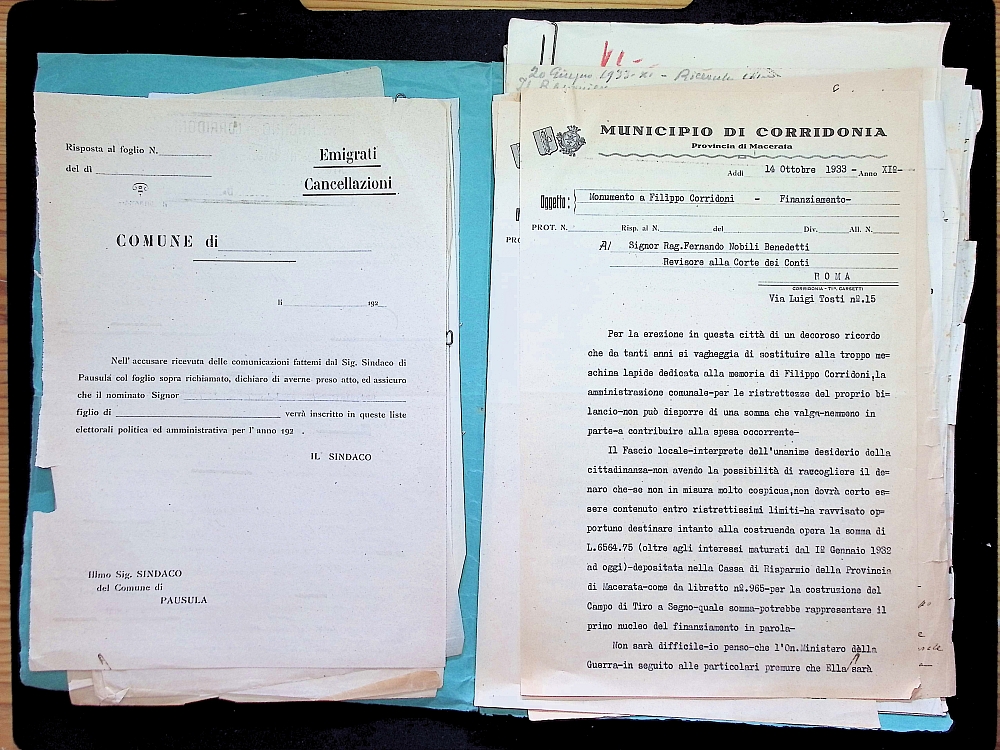 Risposta al foglio N.
del dì
Emigrati
Cancellazioni
COMUNE di
li 192
Nell' accusare ricevuta delle comunicazioni fattemi dal Sig. Sindaco di
Pausula col foglio sopra richiamato, dichiaro di averne preso atto, ed assicuro
che il nominato Signor
figlio di verrà inscritto in queste liste
elettorali politica ed amministrativa per l'anno 192 .
IL SINDACO
Illmo Sig. SINDACO
del Comune di
PAUSULA
VI-
20 Giugno 1933-XI -
MUNICIPIO DI CORRIDONIA
Provincia di Macerata
Addì 14 Ottobre 1933 - Anno XIº-
Oggetto: Monumento a Filippo Corridoni - Finanziamento-
PROT. N. Risp. al N. del Div. All. N.
Al Signor Rag.Fernando Nobili Benedetti
Revisore alla Corte dei Conti
ROMA
CORRIDONIA - TIP. GARSETTI
Via Luigi Tosti nº.15
Per la erezione in questa città di un decoroso ricordo
che da tanti anni si vagheggia di sostituire alla troppo me=
schina lapide dedicata alla memoria di Filippo Corridoni,la
amministrazione comunale-per le ristrettezze del proprio bi=
lancio-non può disporre di una somma che valga-nemmeno in
parte-a contribuire alla spesa occorrente-
Il Fascio locale-interprete dell'unanime desiderio della
cittadinanza-non avendo la possibilità di raccogliere il de=
naro che-se non in misura molto cospicua,non dovrà certo es=
sere contenuto entro ristrettissimi limiti-ha ravvisato op=
portuno destinare intanto alla costruenda opera la somma di
L.6564.75 (oltre agli interessi maturati dal Iº Gennaio 1932
ad oggi)-depositata nella Cassa di Risparmio della Provincia
di Macerata-come da libretto nº.965-per la costruzione del
Campo di Tiro a Segno-quale somma-potrebbe rappresentare il
primo nucleo del finanziamento in parola-
Non sarà difficile-io penso-che l'On.Ministero della
Guerra-in seguito alle particolari premure che Ella sarà